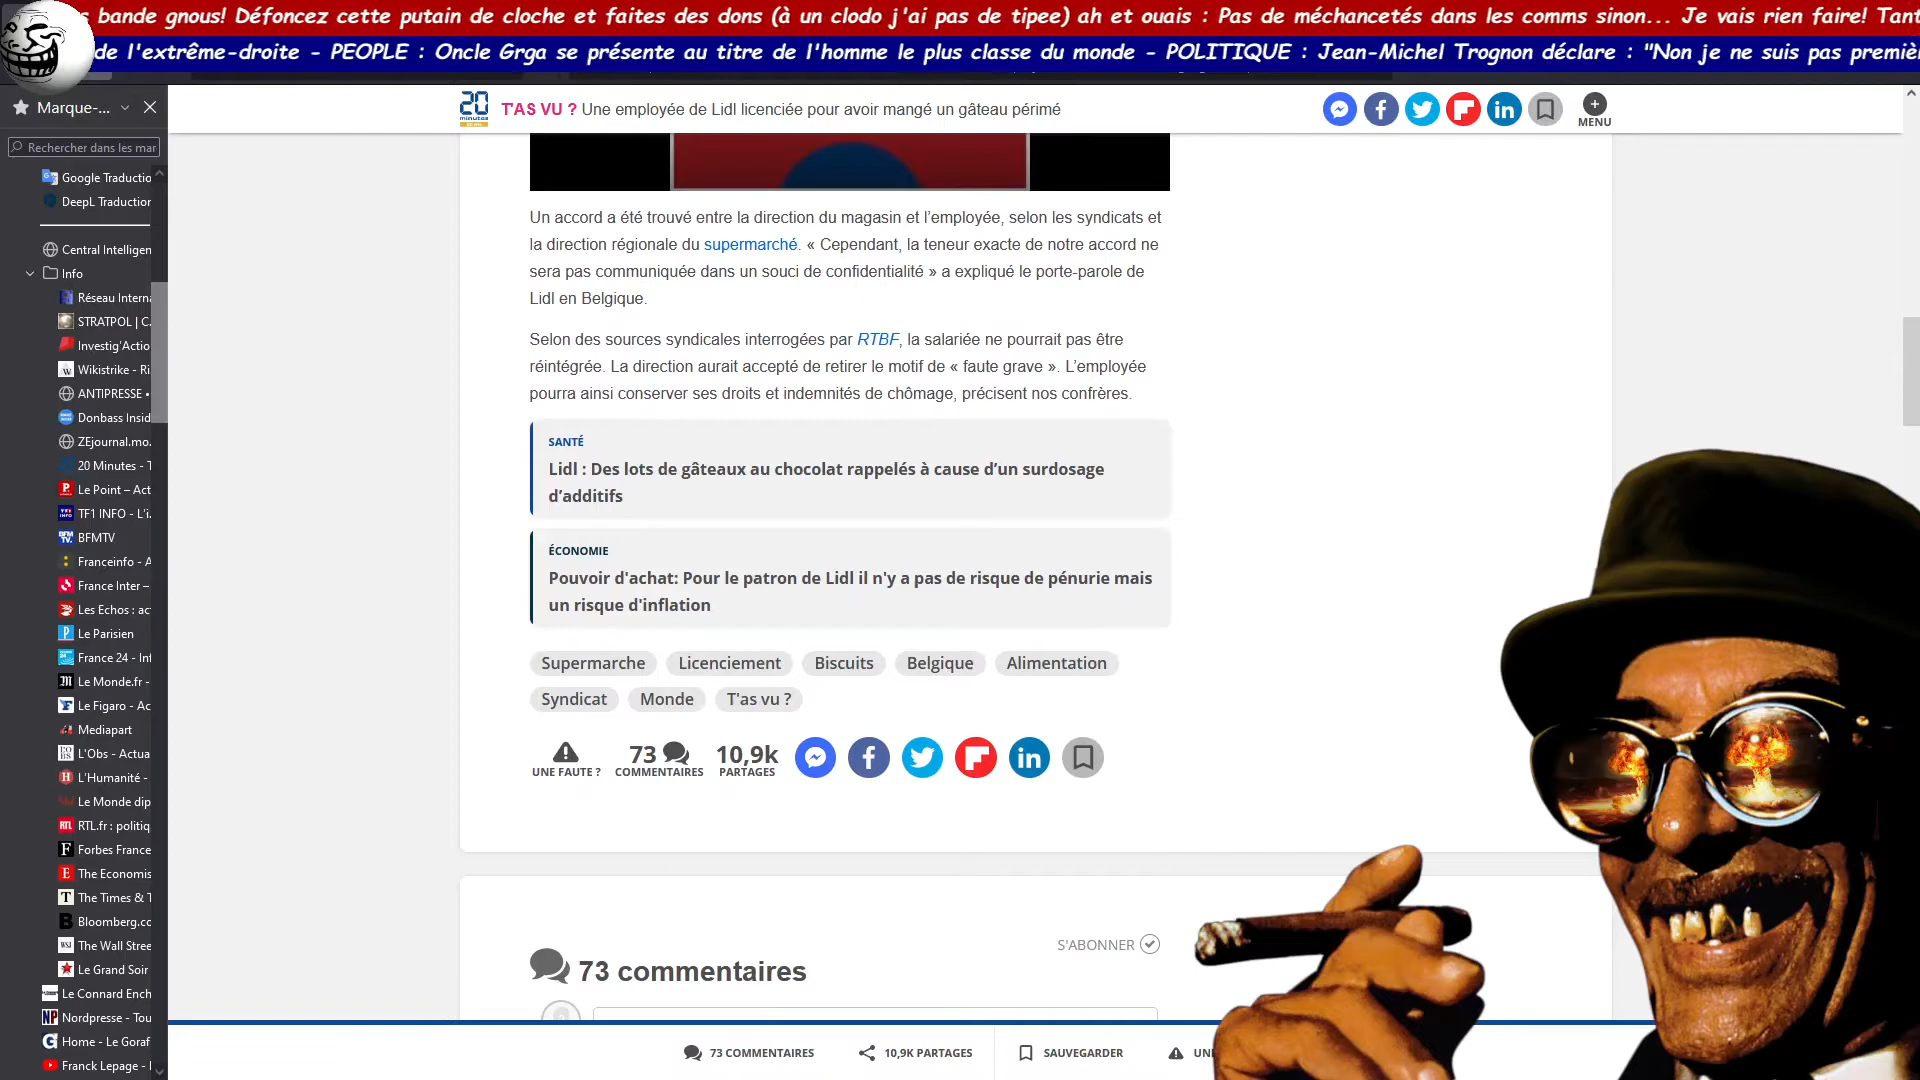 s bande gnous! Défoncez cette putain de cloche et faites des dons (à un clodo j'ai pas de tipee) ah et ouais : Pas de méchancetés dans les comms sinon... Je vais rien faire! Tant
de l'extrême-droite - PEOPLE : Oncle Grga se présente au titre de l'homme le plus classe du monde - POLITIQUE : Jean-Michel Trognon déclare : "Non je ne suis pas premiè
Marque-...
20 minutes
T'AS VU ? Une employée de Lidl licenciée pour avoir mangé un gâteau périmé
MENU
Rechercher dans les mar
Google Traductio
DeepL Traduction
Central Intelligen
Info
Réseau Interna
STRATPOL | C.
Investig'Actio
Wikistrike - Ri
ANTIPRESSE •
Donbass Insid
ZEjournal.mo.
20 Minutes - T
Le Point – Act
TF1 INFO - L'i.
BFMTV
Franceinfo - A
France Inter –
Les Echos : act
Le Parisien
France 24 - Inf
Le Monde.fr -
Le Figaro - Ac
Mediapart
L'Obs - Actua
L'Humanité -
Le Monde dip
RTL.fr : politiq
Forbes France
The Economis
The Times & T
Bloomberg.co
The Wall Stree
Le Grand Soir
Le Connard Ench
Nordpresse - Tou
Home - Le Goraf
Franck Lepage - I
Un accord a été trouvé entre la direction du magasin et l'employée, selon les syndicats et
la direction régionale du supermarché. « Cependant, la teneur exacte de notre accord ne
sera pas communiquée dans un souci de confidentialité » a expliqué le porte-parole de
Lidl en Belgique.
Selon des sources syndicales interrogées par RTBF, la salariée ne pourrait pas être
réintégrée. La direction aurait accepté de retirer le motif de « faute grave ». L'employée
pourra ainsi conserver ses droits et indemnités de chômage, précisent nos confrères.
SANTÉ
Lidl : Des lots de gâteaux au chocolat rappelés à cause d'un surdosage
d'additifs
ÉCONOMIE
Pouvoir d'achat: Pour le patron de Lidl il n'y a pas de risque de pénurie mais
un risque d'inflation
Supermarche Licenciement Biscuits Belgique Alimentation
Syndicat Monde T'as vu ?
UNE FAUTE ?
73 COMMENTAIRES
10,9k PARTAGES
S'ABONNER
73 commentaires
73 COMMENTAIRES 10,9K PARTAGES SAUVEGARDER UN